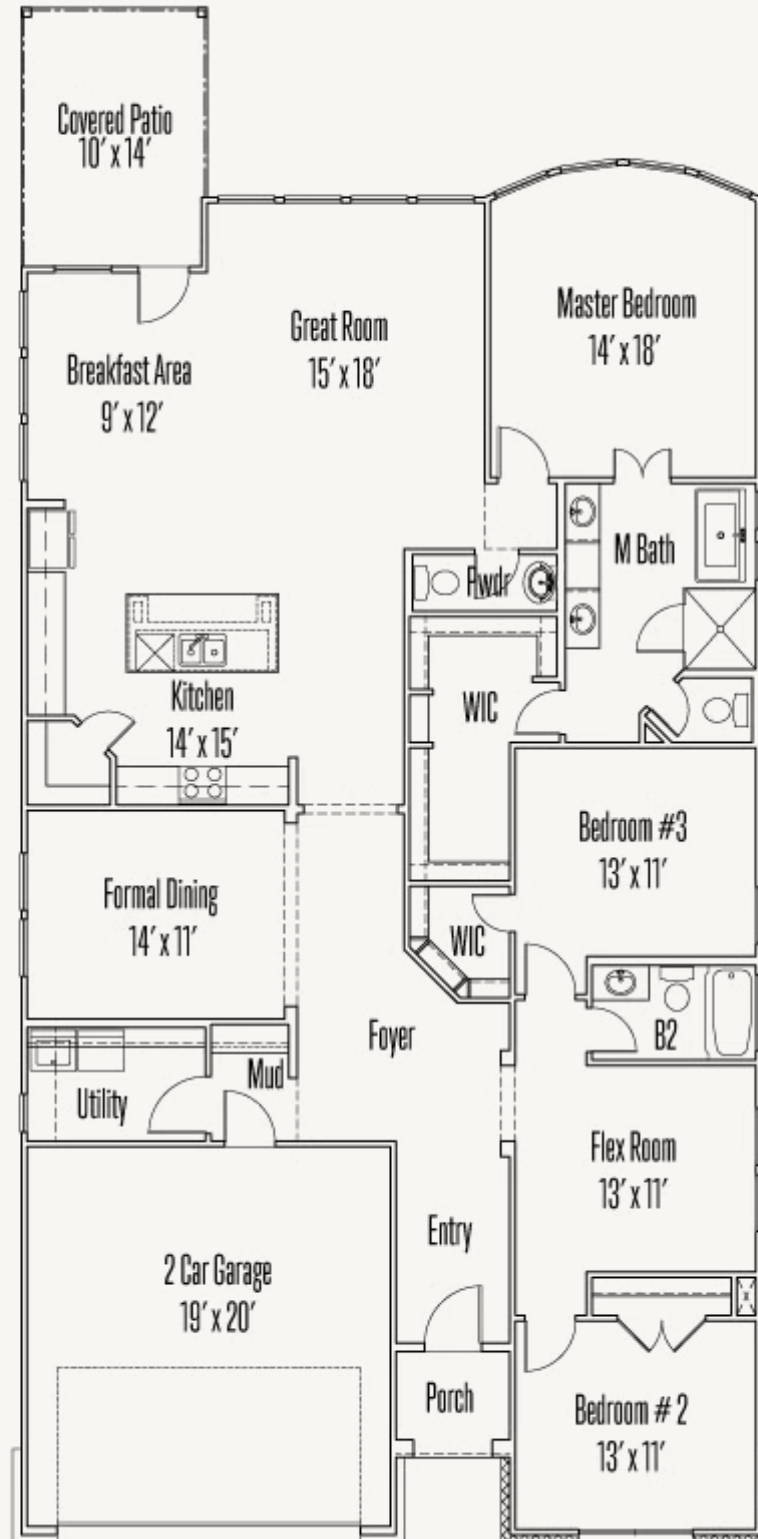 Covered Patio
10' x 14'
Great Room
15' x 18'
Master Bedroom
14' x 18'
Breakfast Area
9' x 12'
M Bath
Pwdr
Kitchen
14' x 15'
WIC
Bedroom #3
13' x 11'
Formal Dining
14' x 11'
WIC
Foyer
B2
Mud
Utility
Flex Room
13' x 11'
Entry
2 Car Garage
19' x 20'
Porch
Bedroom # 2
13' x 11'